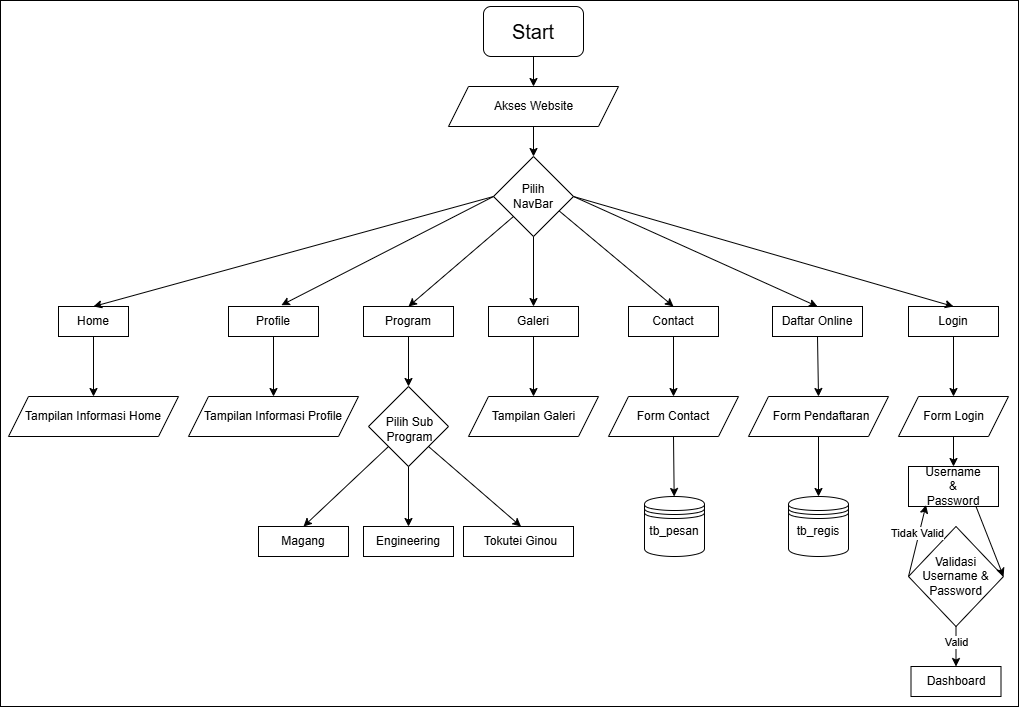 Start
Akses Website
Pilih
NavBar
Home
Profile
Program
Galeri
Contact
Daftar Online
Login
Tampilan Informasi Home
Tampilan Informasi Profile
Pilih Sub
Program
Tampilan Galeri
Form Contact
Form Pendaftaran
Form Login
Magang
Engineering
Tokutei Ginou
tb_pesan
tb_regis
Username
&
Password
Tidak Valid
Validasi
Username &
Password
Valid
Dashboard